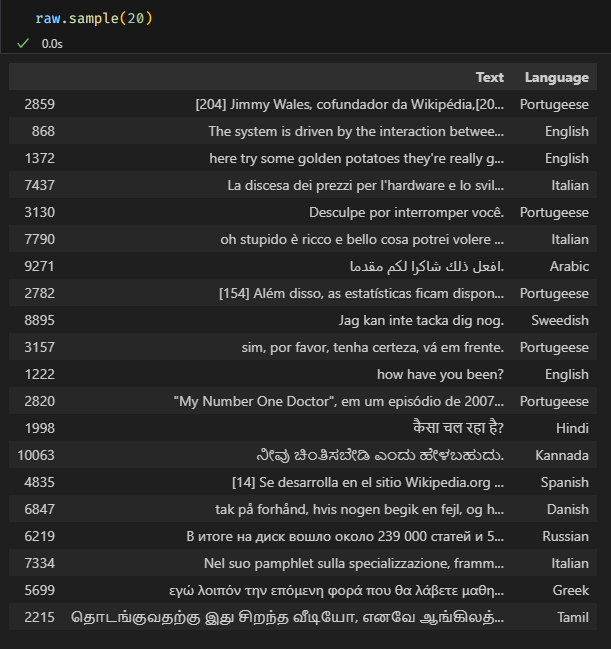 raw.sample(20)
0.0s
Text Language
2859 [204] Jimmy Wales, cofundador da Wikipédia,[20... Portugeese
868 The system is driven by the interaction betwee... English
1372 here try some golden potatoes they're really g... English
7437 La discesa dei prezzi per l'hardware e lo svil... Italian
3130 Desculpe por interromper você. Portugeese
7790 oh stupido è ricco e bello cosa potrei volere ... Italian
9271 افعل ذلك شاكرا لكم مقدما. Arabic
2782 [154] Além disso, as estatísticas ficam dispon... Portugeese
8895 Jag kan inte tacka dig nog. Sweedish
3157 sim, por favor, tenha certeza, vá em frente. Portugeese
1222 how have you been? English
2820 "My Number One Doctor", em um episódio de 2007... Portugeese
1998 कैसा चल रहा है? Hindi
10063 ನೀವು ಚಿಂತಿಸಬೇಡಿ ಎಂದು ಹೇಳಬಹುದು. Kannada
4835 [14] Se desarrolla en el sitio Wikipedia.org ... Spanish
6847 tak på forhånd, hvis nogen begik en fejl, og h... Danish
6219 В итоге на диск вошло около 239 000 статей и 5... Russian
7334 Nel suo pamphlet sulla specializzazione, framm... Italian
5699 εγώ λοιπόν την επόμενη φορά που θα λάβετε μαθη... Greek
2215 தொடங்குவதற்கு இது சிறந்த வீடியோ, எனவே ஆங்கிலத்... Tamil